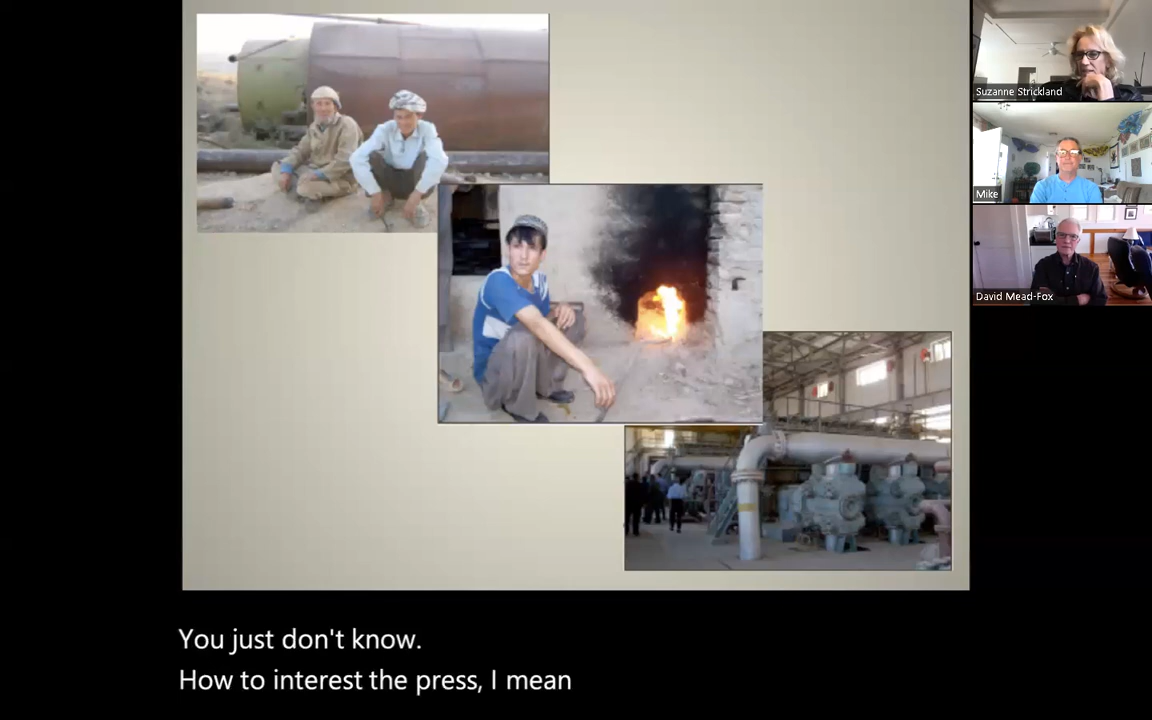 Suzanne Strickland
Mike
David Mead-Fox
You just don't know.
How to interest the press, I mean